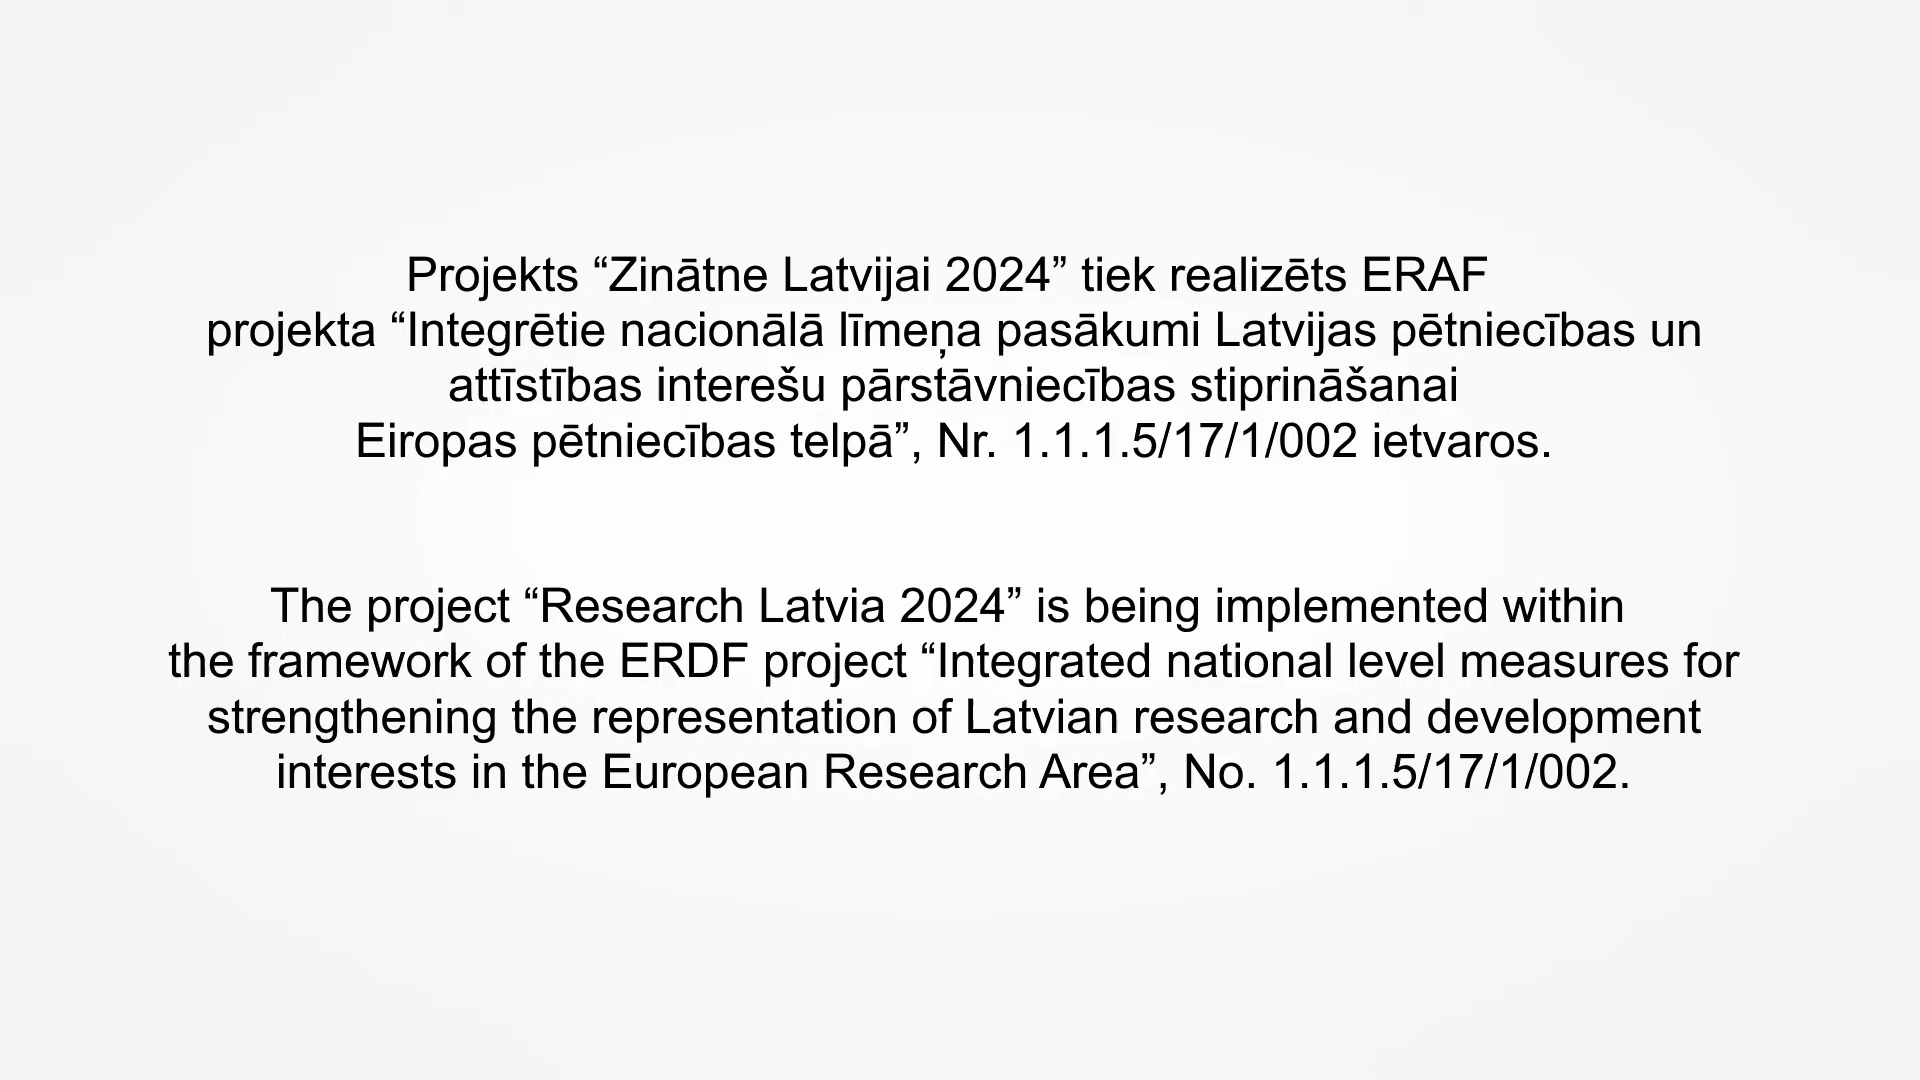 Projekts “Zinātne Latvijai 2024” tiek realizēts ERAF
projekta “Integrētie nacionālā līmeņa pasākumi Latvijas pētniecības un
attīstības interešu pārstāvniecības stiprināšanai
Eiropas pētniecības telpā”, Nr. 1.1.1.5/17/1/002 ietvaros.
The project “Research Latvia 2024” is being implemented within
the framework of the ERDF project “Integrated national level measures for
strengthening the representation of Latvian research and development
interests in the European Research Area”, No. 1.1.1.5/17/1/002.